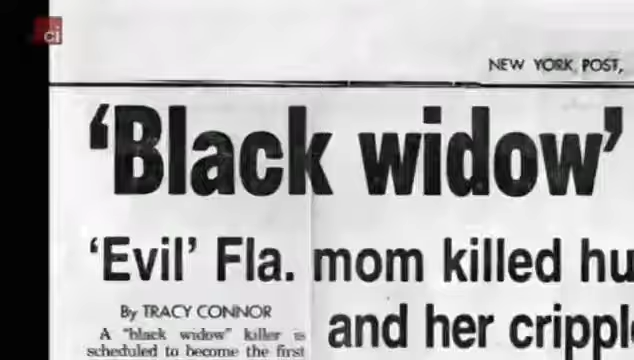 ci
NEW YORK POST,
‘Black widow’
‘Evil’ Fla. mom killed hu
By TRACY CONNOR
and her crippl
A "black widow" killer is
scheduled to become the first